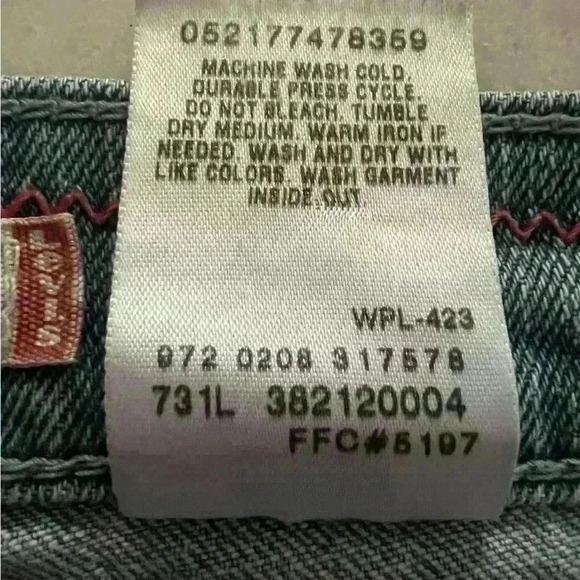 052177478359
MACHINE WASH COLD.
DURABLE PRESS CYCLE.
DO NOT BLEACH. TUMBLE
DRY MEDIUM. WARM IRON IF
NEEDED. WASH AND DRY WITH
LIKE COLORS. WASH GARMENT
INSIDE OUT
WPL-423
972 0208 317578
731L 382120004
FFC#5197